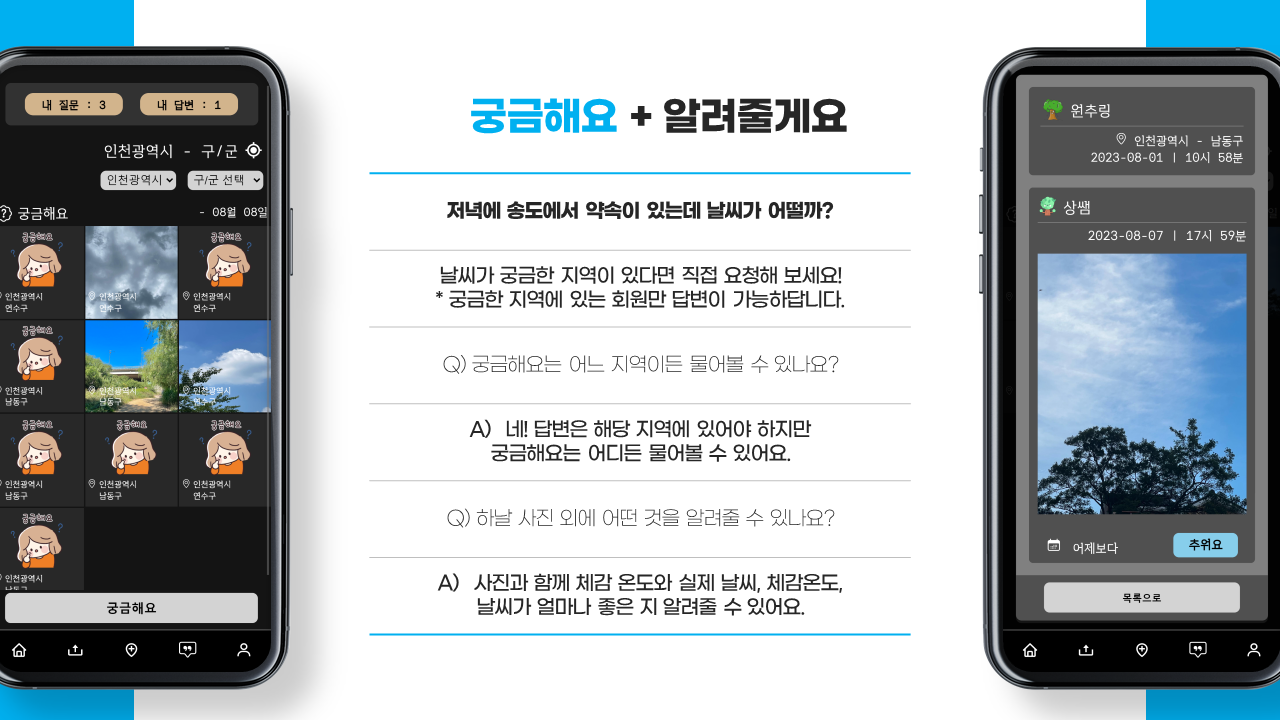 내 질문 : 3
내 답변 : 1
인천광역시 - 구/군
인천광역시
구/군 선택
궁금해요
- 08월 08일
궁금해요
궁금해요
인천광역시
연수구
인천광역시
연수구
인천광역시
연수구
인천광역시
남동구
인천광역시
남동구
인천광역시
연수구
궁금해요
궁금해요
궁금해요
궁금해요
인천광역시
남동구
인천광역시
남동구
인천광역시
연수구
궁금해요
인천광역시
남동구
궁금해요
궁금해요 + 알려줄게요
저녁에 송도에서 약속이 있는데 날씨가 어떨까?
날씨가 궁금한 지역이 있다면 직접 요청해 보세요!
* 궁금한 지역에 있는 회원만 답변이 가능하답니다.
Q) 궁금해요는 어느 지역이든 물어볼 수 있나요?
A) 네! 답변은 해당 지역에 있어야 하지만
궁금해요는 어디든 물어볼 수 있어요.
Q) 하날 사진 외에 어떤 것을 알려줄 수 있나요?
A) 사진과 함께 체감 온도와 실제 날씨, 체감온도,
날씨가 얼마나 좋은 지 알려줄 수 있어요.
원추링
인천광역시 - 남동구
2023-08-01 | 10시 58분
상쌤
2023-08-07 | 17시 59분
어제보다
추위요
목록으로